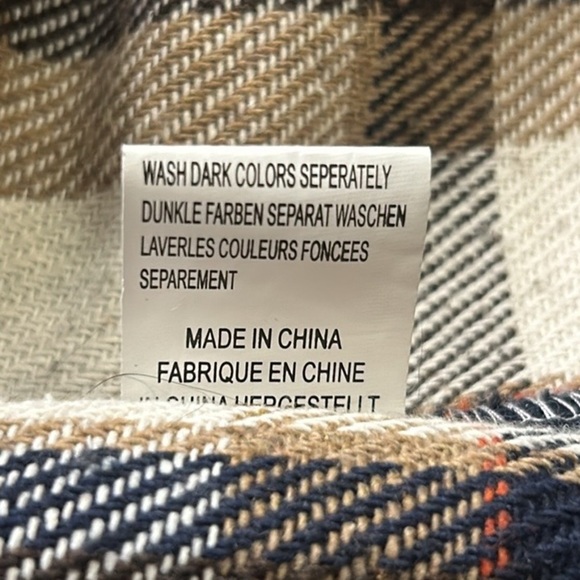 WASH DARK COLORS SEPERATELY
DUNKLE FARBEN SEPARAT WASCHEN
LAVERLES COULEURS FONCEES
SEPAREMENT
MADE IN CHINA
FABRIQUE EN CHINE
IN CHINA HERGESTELLT